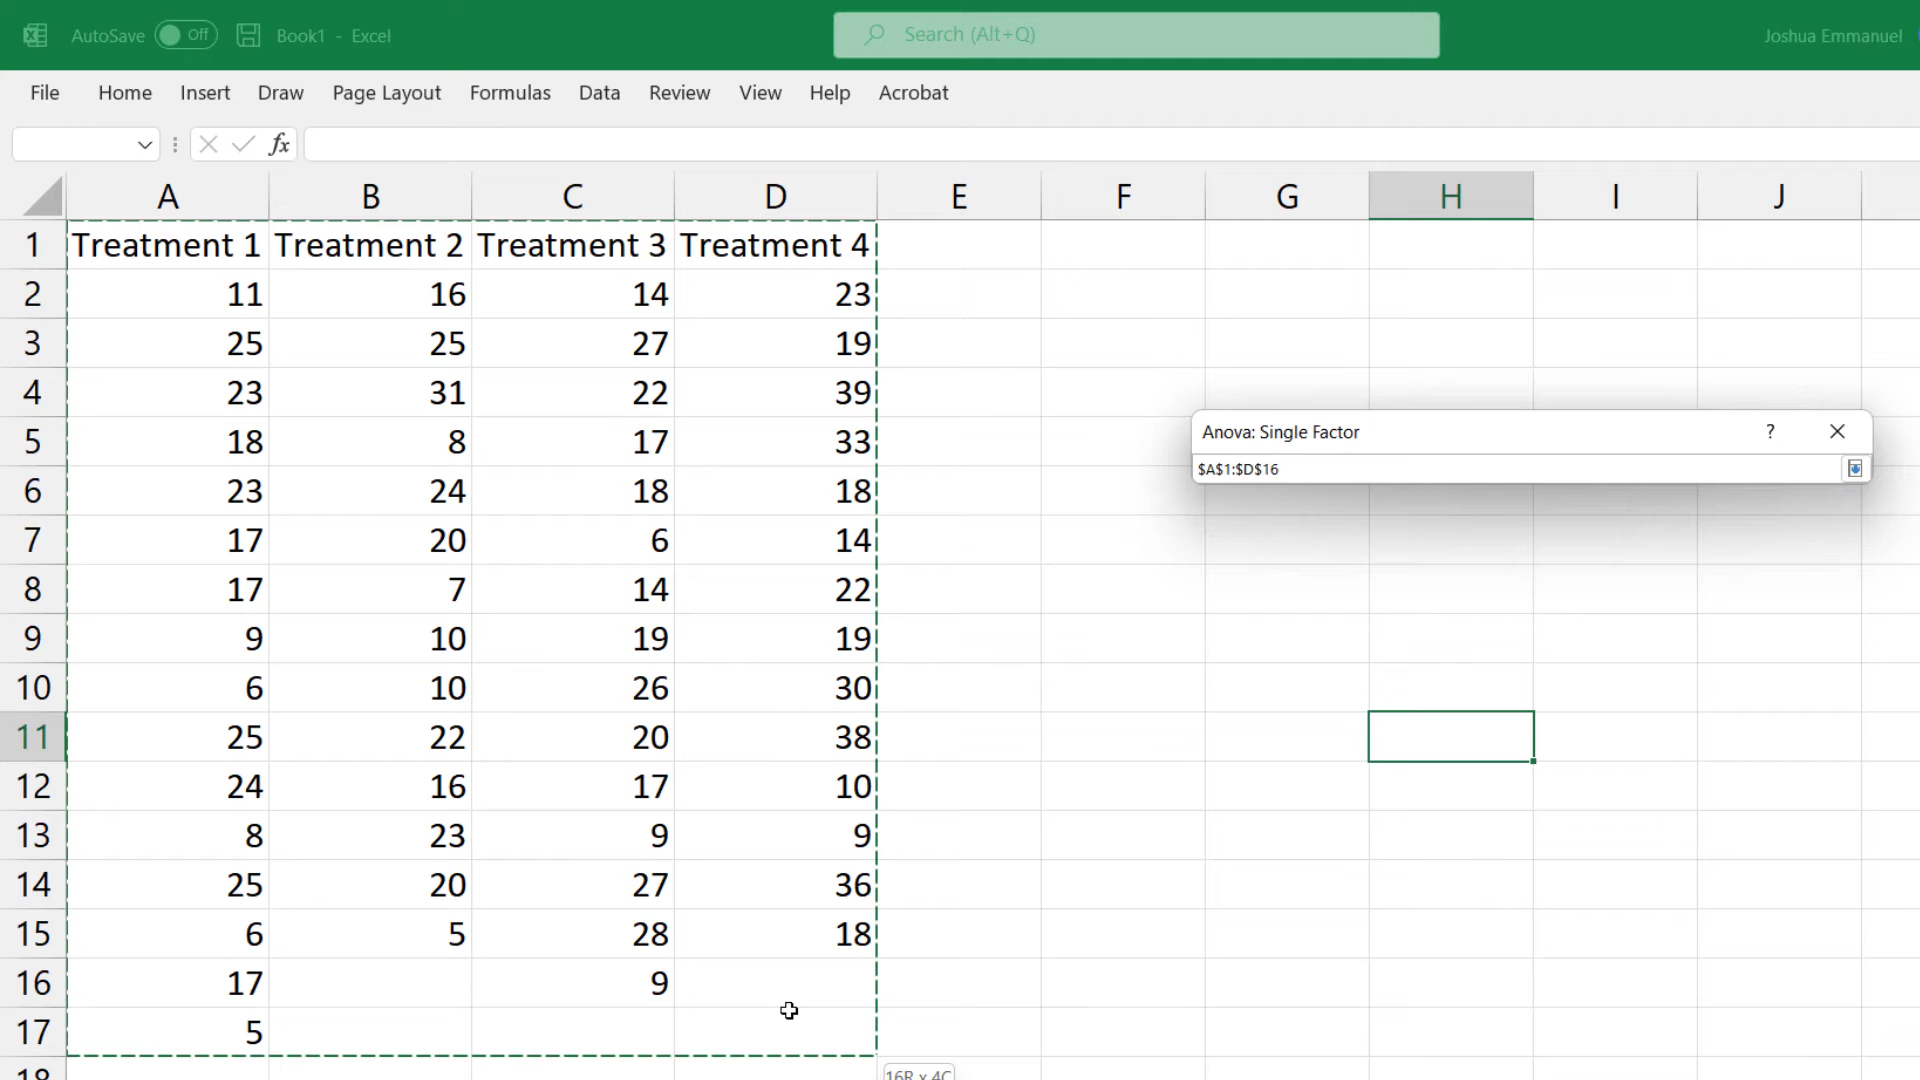 AutoSave Off Book1 - Excel Search (Alt+Q) Joshua Emmanuel
File Home Insert Draw Page Layout Formulas Data Review View Help Acrobat
fx
A B C D E F G H I J
1 Treatment 1 Treatment 2 Treatment 3 Treatment 4
2 11 16 14 23
3 25 25 27 19
4 23 31 22 39
Anova: Single Factor ?
5 18 8 17 33
$A$1:$D$16
6 23 24 18 18
7 17 20 6 14
8 17 7 14 22
9 9 10 19 19
10 6 10 26 30
11 25 22 20 38
12 24 16 17 10
13 8 23 9 9
14 25 20 27 36
15 6 5 28 18
16 17 9
17 5
18
16R x 4C